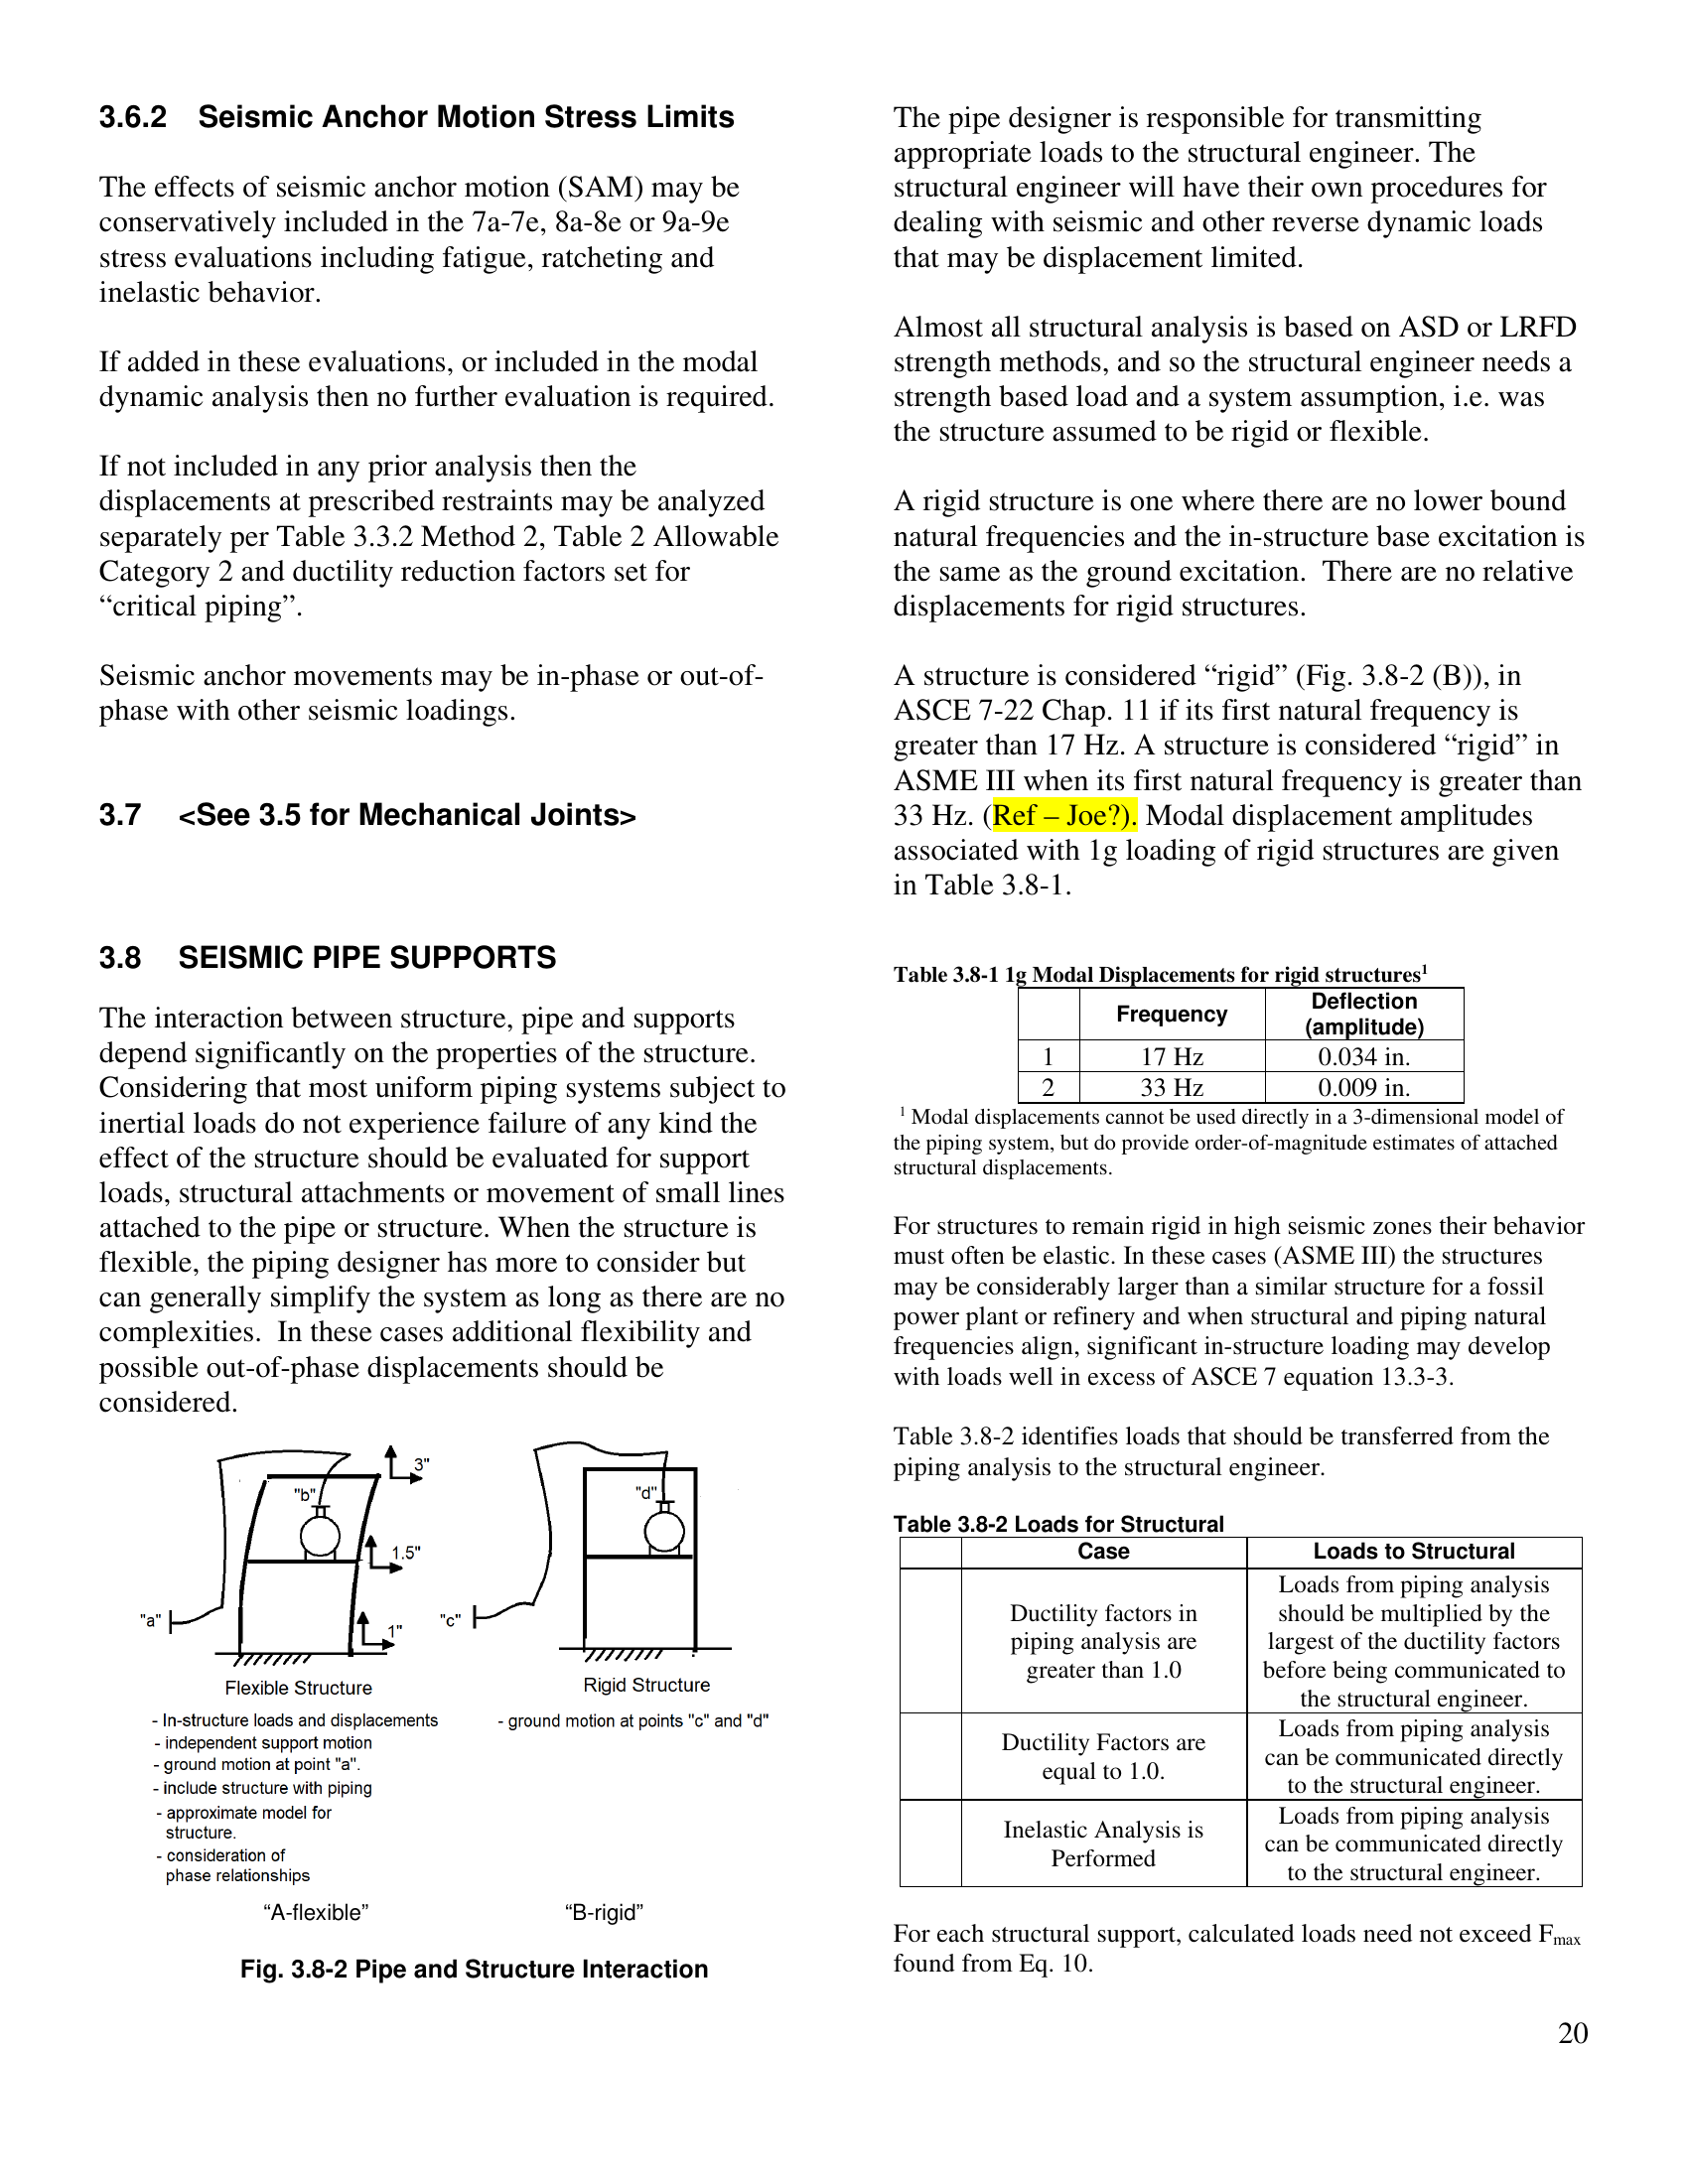 3.6.2 Seismic Anchor Motion Stress Limits
The effects of seismic anchor motion (SAM) may be
conservatively included in the 7a-7e, 8a-8e or 9a-9e
stress evaluations including fatigue, ratcheting and
inelastic behavior.
If added in these evaluations, or included in the modal
dynamic analysis then no further evaluation is required.
If not included in any prior analysis then the
displacements at prescribed restraints may be analyzed
separately per Table 3.3.2 Method 2, Table 2 Allowable
Category 2 and ductility reduction factors set for
“critical piping”.
Seismic anchor movements may be in-phase or out-of-
phase with other seismic loadings.
3.7 <See 3.5 for Mechanical Joints>
3.8 SEISMIC PIPE SUPPORTS
The interaction between structure, pipe and supports
depend significantly on the properties of the structure.
Considering that most uniform piping systems subject to
inertial loads do not experience failure of any kind the
effect of the structure should be evaluated for support
loads, structural attachments or movement of small lines
attached to the pipe or structure. When the structure is
flexible, the piping designer has more to consider but
can generally simplify the system as long as there are no
complexities. In these cases additional flexibility and
possible out-of-phase displacements should be
considered.
3"
"b"
1.5"
"a"
1"
Flexible Structure
- In-structure loads and displacements
- independent support motion
- ground motion at point "a".
- include structure with piping
- approximate model for
structure.
- consideration of
phase relationships
“A-flexible”
"d"
"c"
Rigid Structure
- ground motion at points "c" and "d"
“B-rigid”
Fig. 3.8-2 Pipe and Structure Interaction
The pipe designer is responsible for transmitting
appropriate loads to the structural engineer. The
structural engineer will have their own procedures for
dealing with seismic and other reverse dynamic loads
that may be displacement limited.
Almost all structural analysis is based on ASD or LRFD
strength methods, and so the structural engineer needs a
strength based load and a system assumption, i.e. was
the structure assumed to be rigid or flexible.
A rigid structure is one where there are no lower bound
natural frequencies and the in-structure base excitation is
the same as the ground excitation. There are no relative
displacements for rigid structures.
A structure is considered “rigid” (Fig. 3.8-2 (B)), in
ASCE 7-22 Chap. 11 if its first natural frequency is
greater than 17 Hz. A structure is considered “rigid” in
ASME III when its first natural frequency is greater than
33 Hz. (Ref – Joe?). Modal displacement amplitudes
associated with 1g loading of rigid structures are given
in Table 3.8-1.
Table 3.8-1 1g Modal Displacements for rigid structures1
Frequency Deflection
(amplitude)
1 17 Hz 0.034 in.
2 33 Hz 0.009 in.
1 Modal displacements cannot be used directly in a 3-dimensional model of
the piping system, but do provide order-of-magnitude estimates of attached
structural displacements.
For structures to remain rigid in high seismic zones their behavior
must often be elastic. In these cases (ASME III) the structures
may be considerably larger than a similar structure for a fossil
power plant or refinery and when structural and piping natural
frequencies align, significant in-structure loading may develop
with loads well in excess of ASCE 7 equation 13.3-3.
Table 3.8-2 identifies loads that should be transferred from the
piping analysis to the structural engineer.
Table 3.8-2 Loads for Structural
Case Loads to Structural
Ductility factors in
piping analysis are
greater than 1.0
Loads from piping analysis
should be multiplied by the
largest of the ductility factors
before being communicated to
the structural engineer.
Ductility Factors are
equal to 1.0.
Loads from piping analysis
can be communicated directly
to the structural engineer.
Inelastic Analysis is
Performed
Loads from piping analysis
can be communicated directly
to the structural engineer.
For each structural support, calculated loads need not exceed Fmax
found from Eq. 10.
20